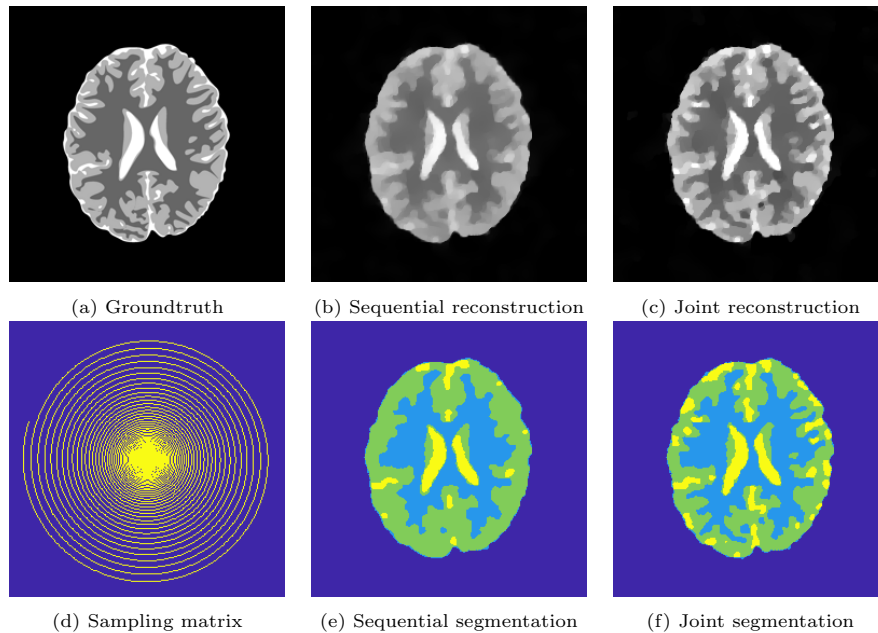 (a) Groundtruth
(b) Sequential reconstruction
(c) Joint reconstruction
(d) Sampling matrix
(e) Sequential segmentation
(f) Joint segmentation